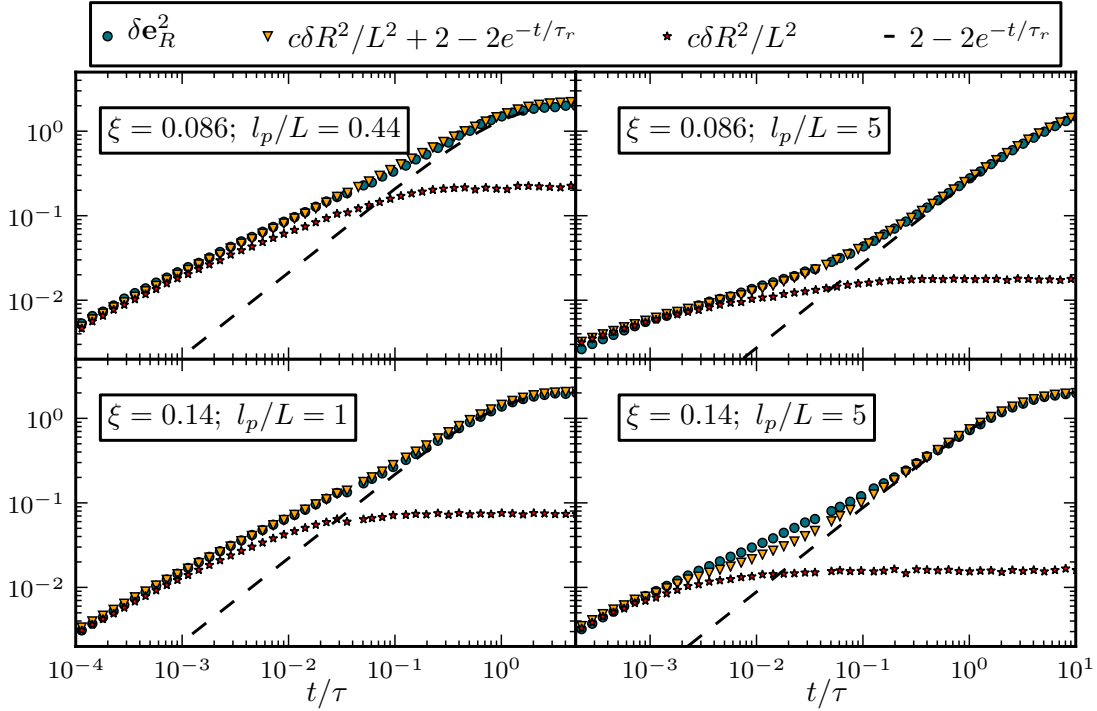 δe_R^2 cδR^2/L^2 + 2 − 2e^{−t/τ_r} cδR^2/L^2 2 − 2e^{−t/τ_r}
ξ = 0.086; l_p/L = 0.44
ξ = 0.086; l_p/L = 5
10^0
10^{-1}
10^{-2}
ξ = 0.14; l_p/L = 1
ξ = 0.14; l_p/L = 5
10^0
10^{-1}
10^{-2}
10^{-4} 10^{-3} 10^{-2} 10^{-1} 10^0 10^{-3} 10^{-2} 10^{-1} 10^0 10^1
t/τ t/τ